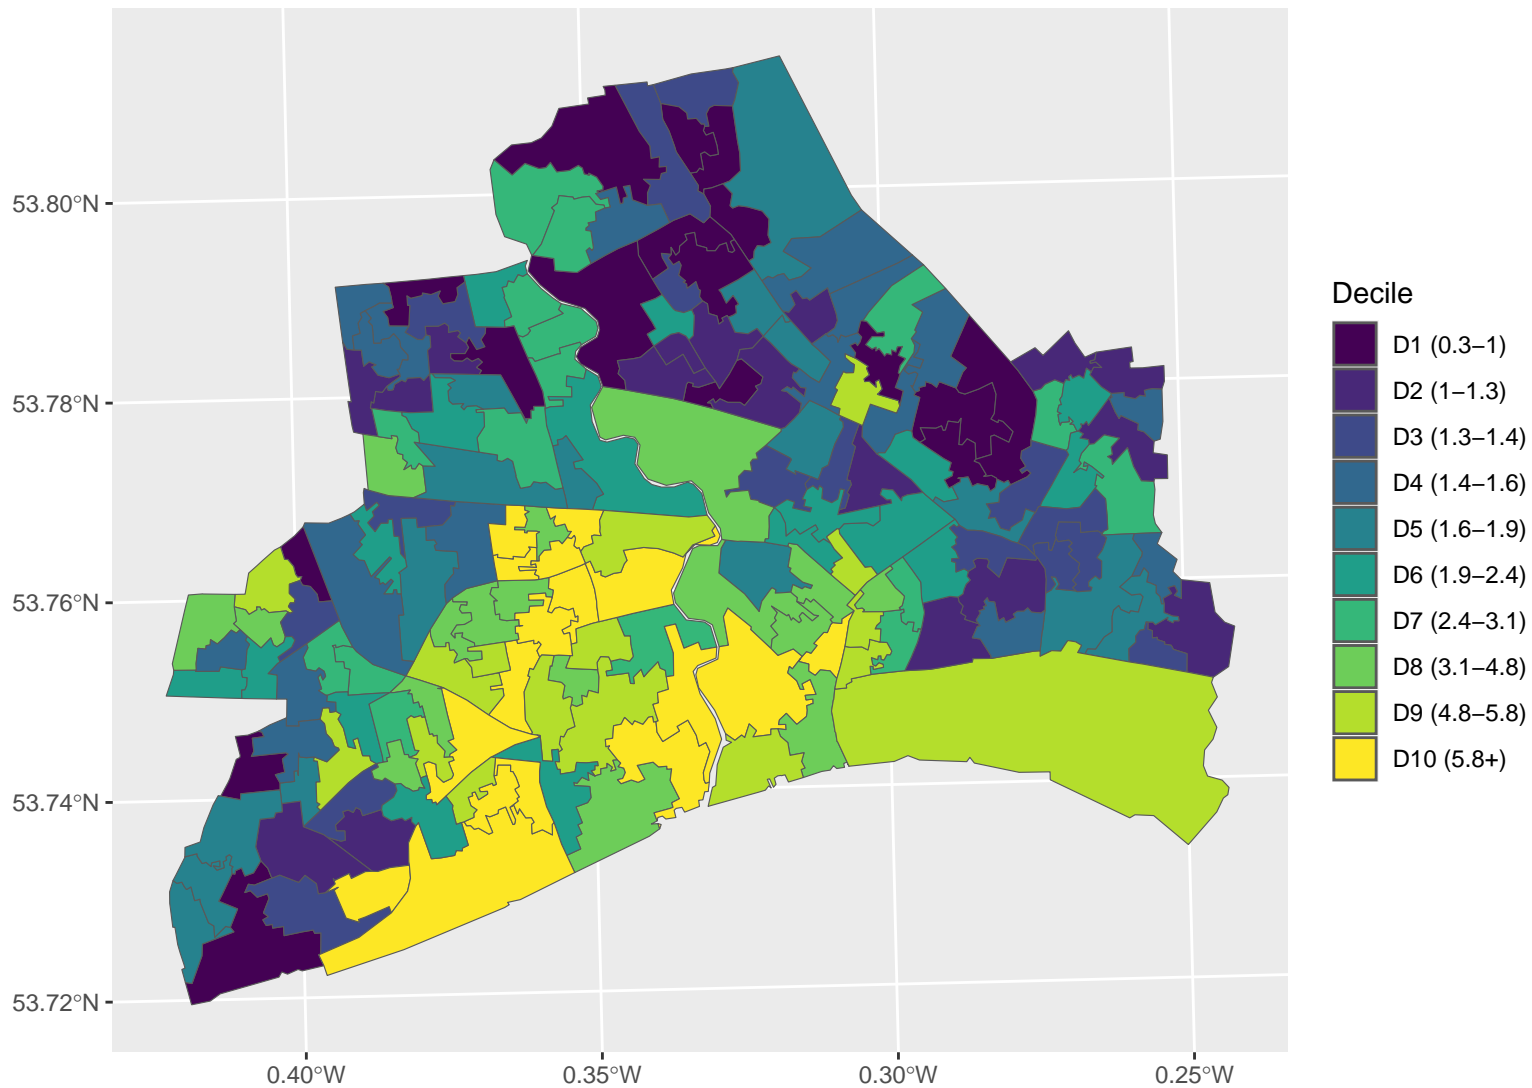 53.80°N
53.78°N
53.76°N
53.74°N
53.72°N
0.40°W
0.35°W
0.30°W
0.25°W
Decile
D1 (0.3−1)
D2 (1−1.3)
D3 (1.3−1.4)
D4 (1.4−1.6)
D5 (1.6−1.9)
D6 (1.9−2.4)
D7 (2.4−3.1)
D8 (3.1−4.8)
D9 (4.8−5.8)
D10 (5.8+)